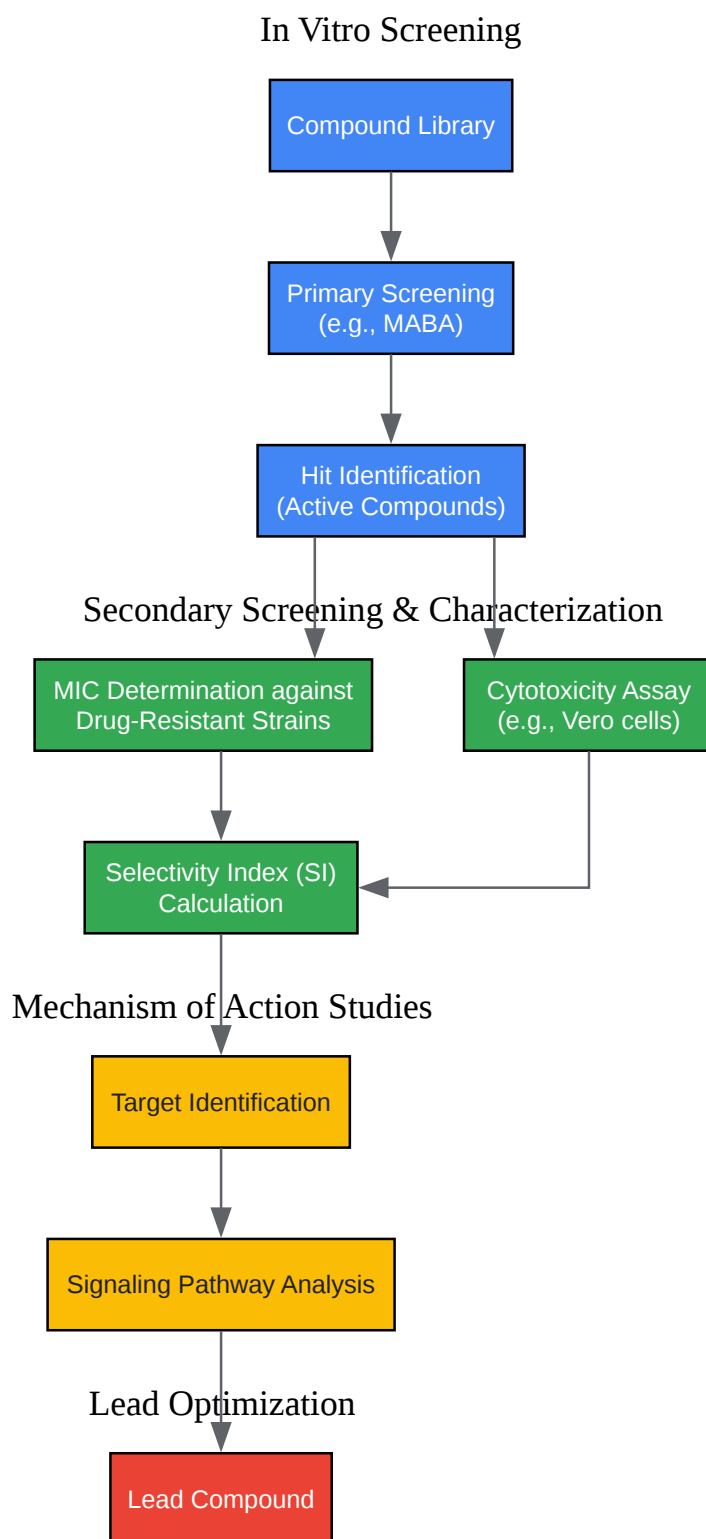 In Vitro Screening
Compound Library
Primary Screening
(e.g., MABA)
Hit Identification
(Active Compounds)
Secondary Screening & Characterization
MIC Determination against
Drug-Resistant Strains
Cytotoxicity Assay
(e.g., Vero cells)
Selectivity Index (SI)
Calculation
Mechanism of Action Studies
Target Identification
Signaling Pathway Analysis
Lead Optimization
Lead Compound